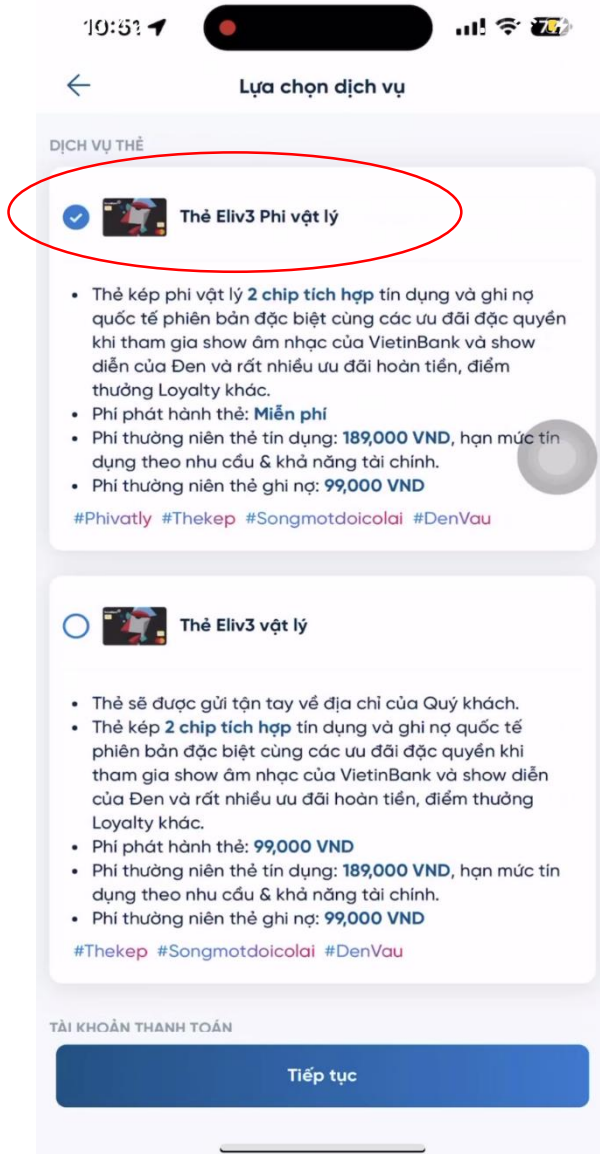 Lựa chọn dịch vụ
DỊCH VỤ THẺ
Thẻ Eliv3 Phi vật lý
• Thẻ kép phi vật lý 2 chip tích hợp tín dụng và ghi nợ
quốc tế phiên bản đặc biệt cùng các ưu đãi đặc quyền
khi tham gia show âm nhạc của VietinBank và show
diễn của Đen và rất nhiều ưu đãi hoàn tiền, điểm
thưởng Loyalty khác.
• Phí phát hành thẻ: Miễn phí
• Phí thường niên thẻ tín dụng: 189,000 VND, hạn mức tín
dụng theo nhu cầu & khả năng tài chính.
• Phí thường niên thẻ ghi nợ: 99,000 VND
#Phivatly #Thekep #Songmotdoicolai #DenVau
Thẻ Eliv3 vật lý
• Thẻ sẽ được gửi tận tay về địa chỉ của Quý khách.
• Thẻ kép 2 chip tích hợp tín dụng và ghi nợ quốc tế
phiên bản đặc biệt cùng các ưu đãi đặc quyền khi
tham gia show âm nhạc của VietinBank và show diễn
của Đen và rất nhiều ưu đãi hoàn tiền, điểm thưởng
Loyalty khác.
• Phí phát hành thẻ: 99,000 VND
• Phí thường niên thẻ tín dụng: 189,000 VND, hạn mức tín
dụng theo nhu cầu & khả năng tài chính.
• Phí thường niên thẻ ghi nợ: 99,000 VND
#Thekep #Songmotdoicolai #DenVau
TÀI KHOẢN THANH TOÁN
Tiếp tục